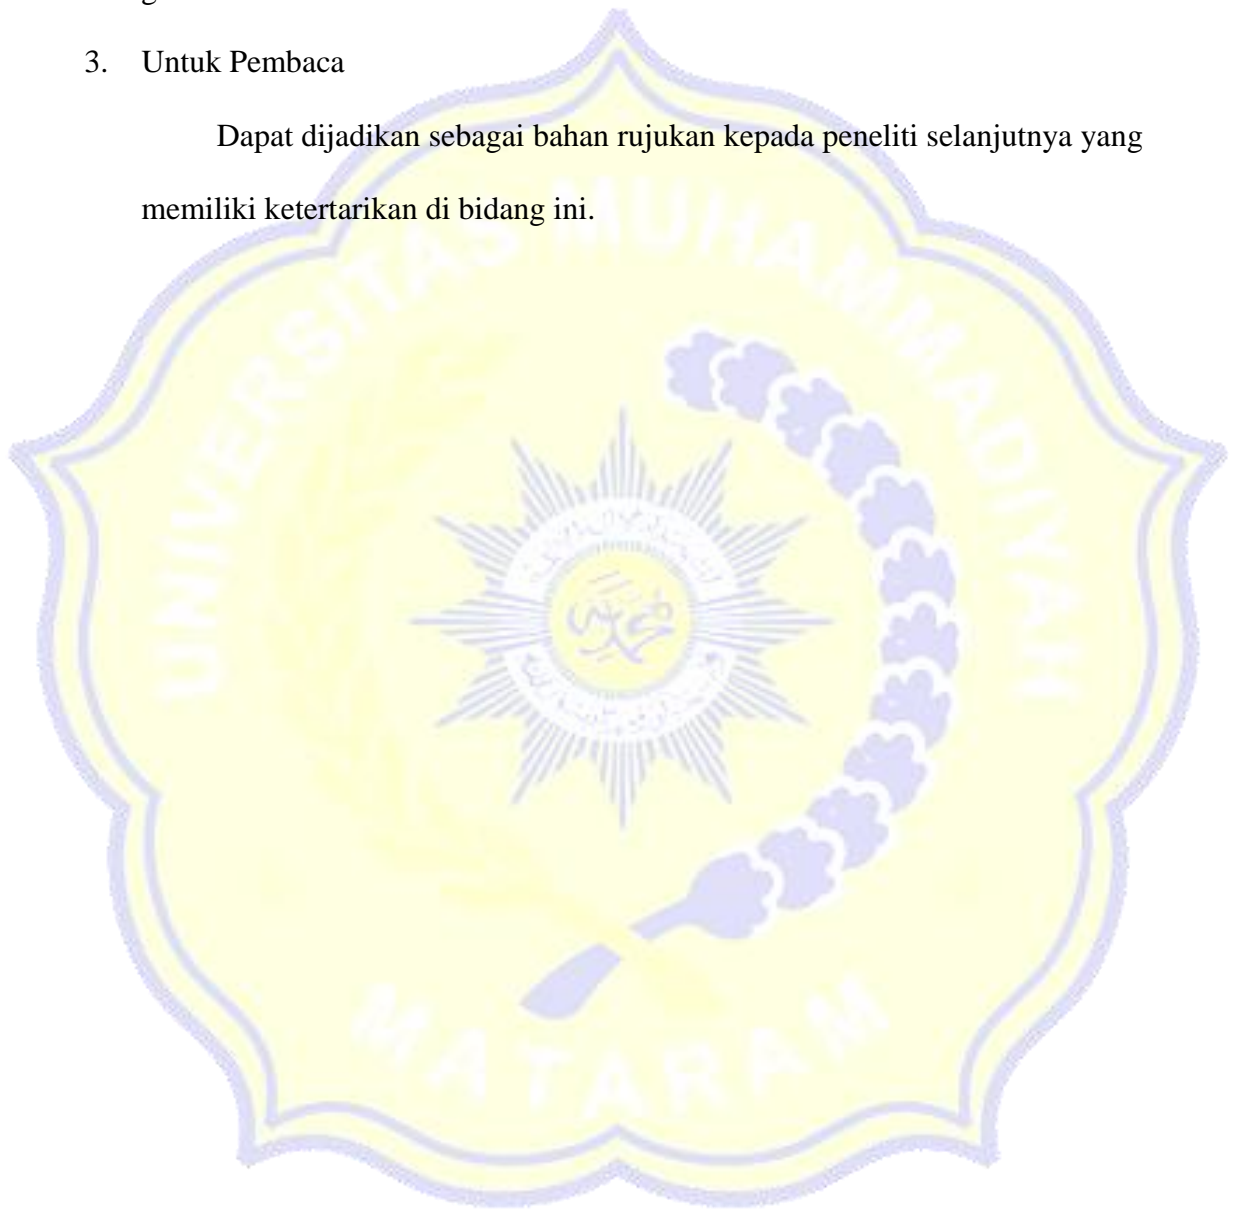 3. Untuk Pembaca
Dapat dijadikan sebagai bahan rujukan kepada peneliti selanjutnya yang
memiliki ketertarikan di bidang ini.
UNIVERSITAS MUHAMMADIYAH
MATARAM